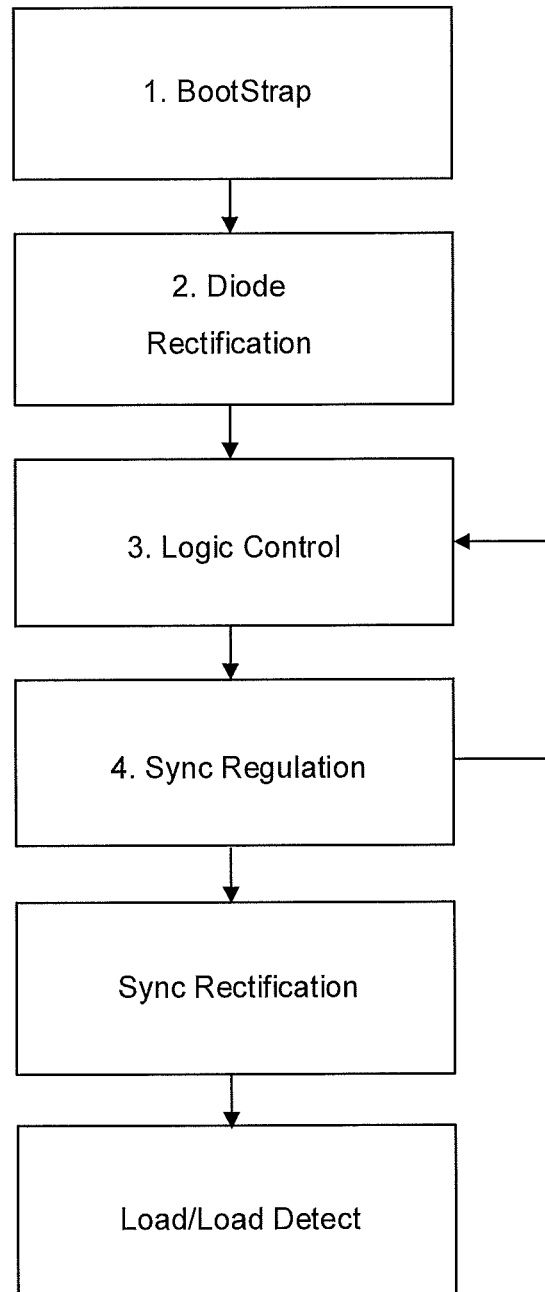 1. BootStrap
2. Diode
Rectification
3. Logic Control
4. Sync Regulation
Sync Rectification
Load/Load Detect